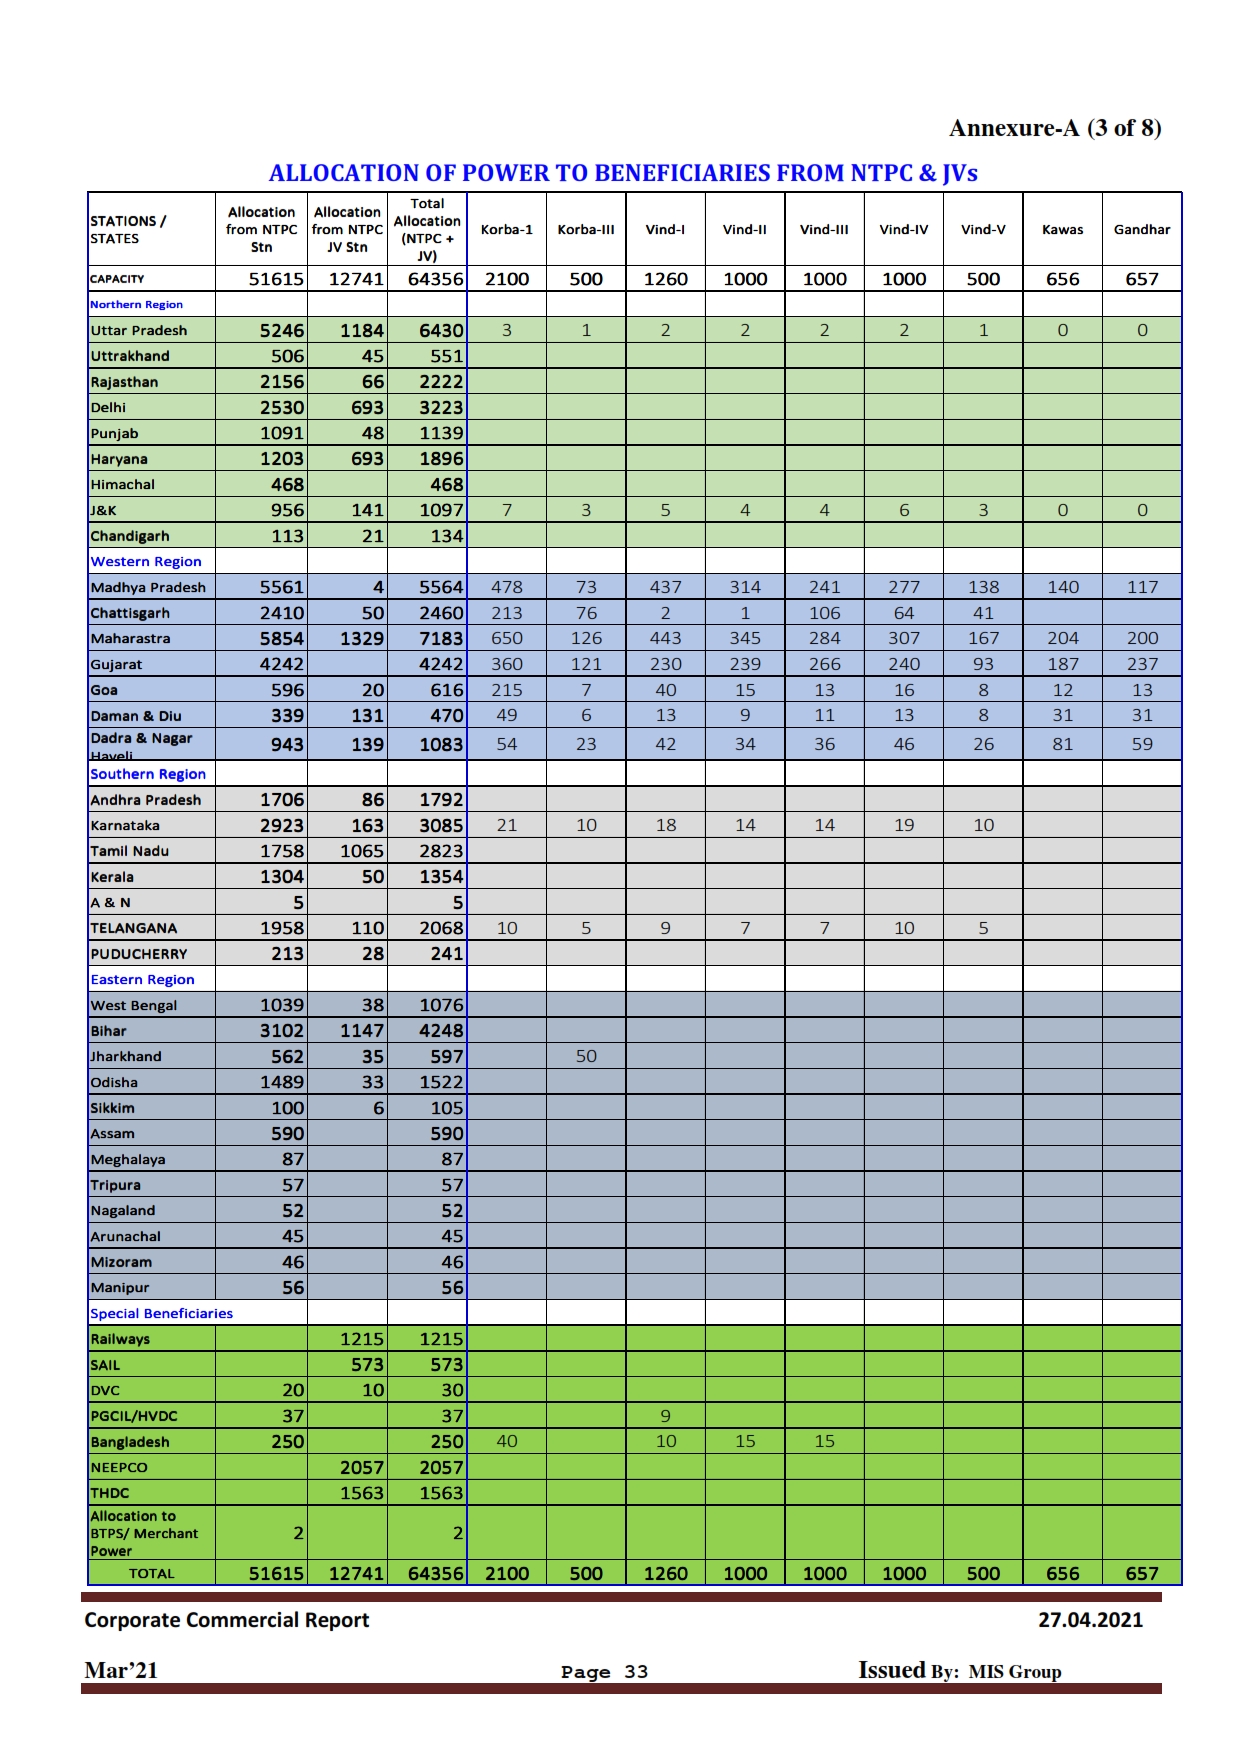 Annexure-A (3 of 8)
ALLOCATION OF POWER TO BENEFICIARIES FROM NTPC & JVs
STATIONS / STATES Allocation from NTPC Stn Allocation from NTPC JV Stn Total Allocation (NTPC + JV) Korba-1 Korba-III Vind-I Vind-II Vind-III Vind-IV Vind-V Kawas Gandhar
CAPACITY 51615 12741 64356 2100 500 1260 1000 1000 1000 500 656 657
Northern Region
Uttar Pradesh 5246 1184 6430 3 1 2 2 2 2 1 0 0
Uttrakhand 506 45 551
Rajasthan 2156 66 2222
Delhi 2530 693 3223
Punjab 1091 48 1139
Haryana 1203 693 1896
Himachal 468 468
J&K 956 141 1097 7 3 5 4 4 6 3 0 0
Chandigarh 113 21 134
Western Region
Madhya Pradesh 5561 4 5564 478 73 437 314 241 277 138 140 117
Chattisgarh 2410 50 2460 213 76 2 1 106 64 41
Maharastra 5854 1329 7183 650 126 443 345 284 307 167 204 200
Gujarat 4242 4242 360 121 230 239 266 240 93 187 237
Goa 596 20 616 215 7 40 15 13 16 8 12 13
Daman & Diu 339 131 470 49 6 13 9 11 13 8 31 31
Dadra & Nagar Haveli 943 139 1083 54 23 42 34 36 46 26 81 59
Southern Region
Andhra Pradesh 1706 86 1792
Karnataka 2923 163 3085 21 10 18 14 14 19 10
Tamil Nadu 1758 1065 2823
Kerala 1304 50 1354
A & N 5 5
TELANGANA 1958 110 2068 10 5 9 7 7 10 5
PUDUCHERRY 213 28 241
Eastern Region
West Bengal 1039 38 1076
Bihar 3102 1147 4248
Jharkhand 562 35 597 50
Odisha 1489 33 1522
Sikkim 100 6 105
Assam 590 590
Meghalaya 87 87
Tripura 57 57
Nagaland 52 52
Arunachal 45 45
Mizoram 46 46
Manipur 56 56
Special Beneficiaries
Railways 1215 1215
SAIL 573 573
DVC 20 10 30
PGCIL/HVDC 37 37 9
Bangladesh 250 250 40 10 15 15
NEEPCO 2057 2057
THDC 1563 1563
Allocation to BTPS/ Merchant Power 2 2
TOTAL 51615 12741 64356 2100 500 1260 1000 1000 1000 500 656 657
Corporate Commercial Report 27.04.2021
Mar’21 Page 33 Issued By: MIS Group